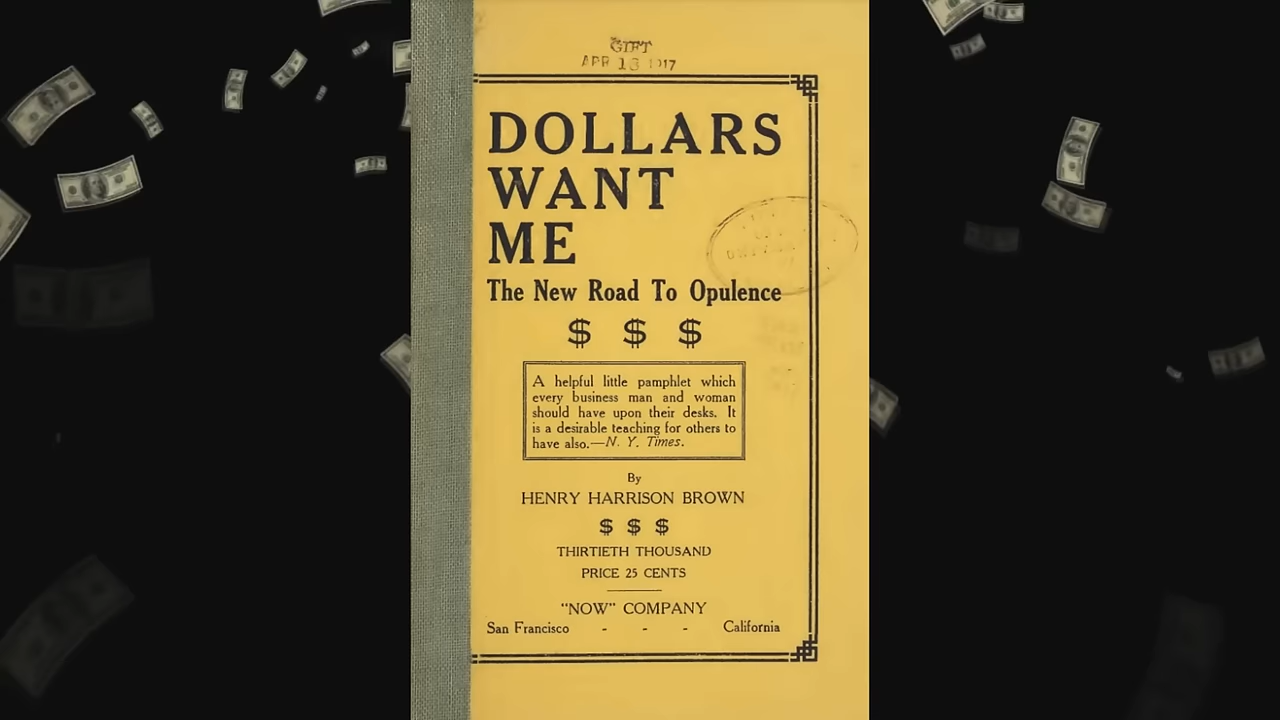 GIFT
APR 16 1917
DOLLARS
WANT
ME
The New Road To Opulence
$ $ $
A helpful little pamphlet which
every business man and woman
should have upon their desks. It
is a desirable teaching for others to
have also.—N. Y. Times.
By
HENRY HARRISON BROWN
$ $ $
THIRTIETH THOUSAND
PRICE 25 CENTS
"NOW" COMPANY
San Francisco - - - California